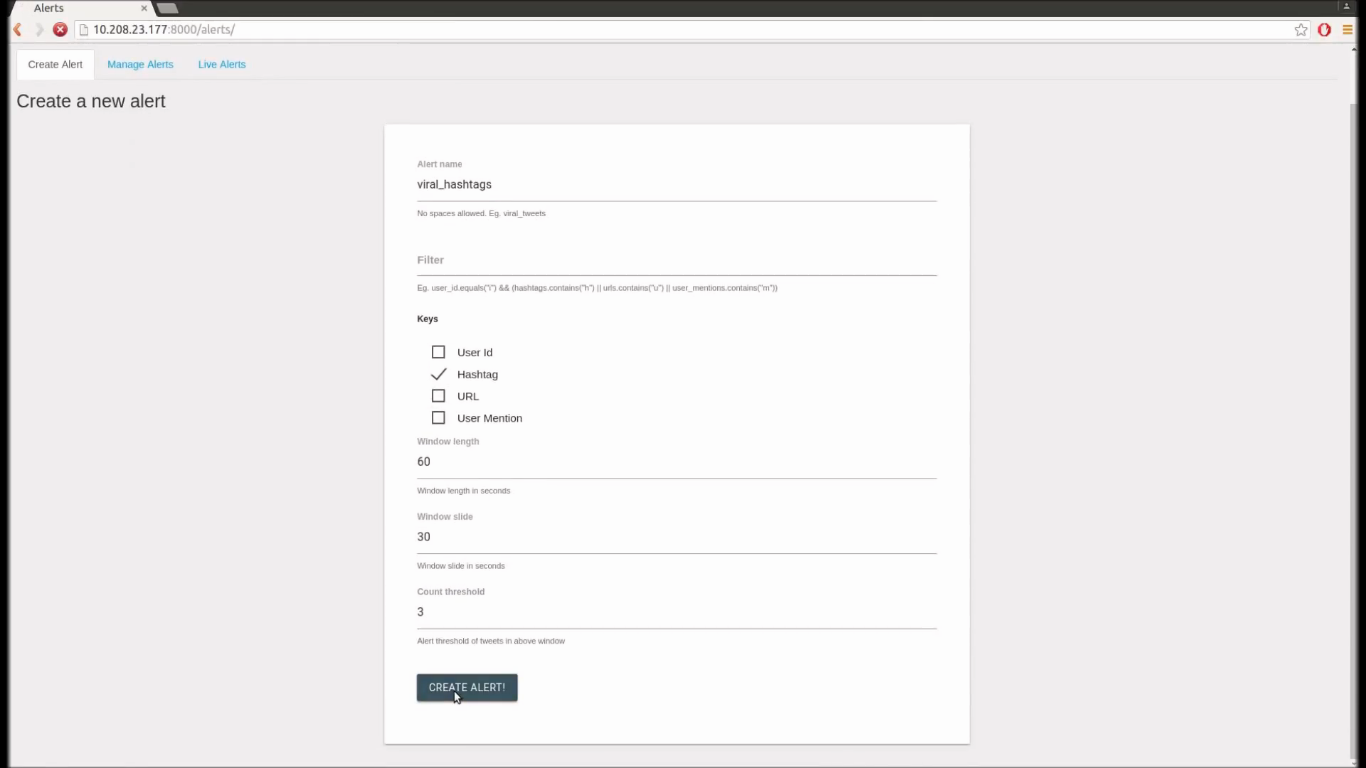 Alerts
10.208.23.177:8000/alerts/
Create Alert Manage Alerts Live Alerts
Create a new alert
Alert name
viral_hashtags
No spaces allowed. Eg. viral_tweets
Filter
Eg. user_id.equals("i") && (hashtags.contains("h") || urls.contains("u") || user_mentions.contains("m"))
Keys
User Id
Hashtag
URL
User Mention
Window length
60
Window length in seconds
Window slide
30
Window slide in seconds
Count threshold
3
Alert threshold of tweets in above window
CREATE ALERT!